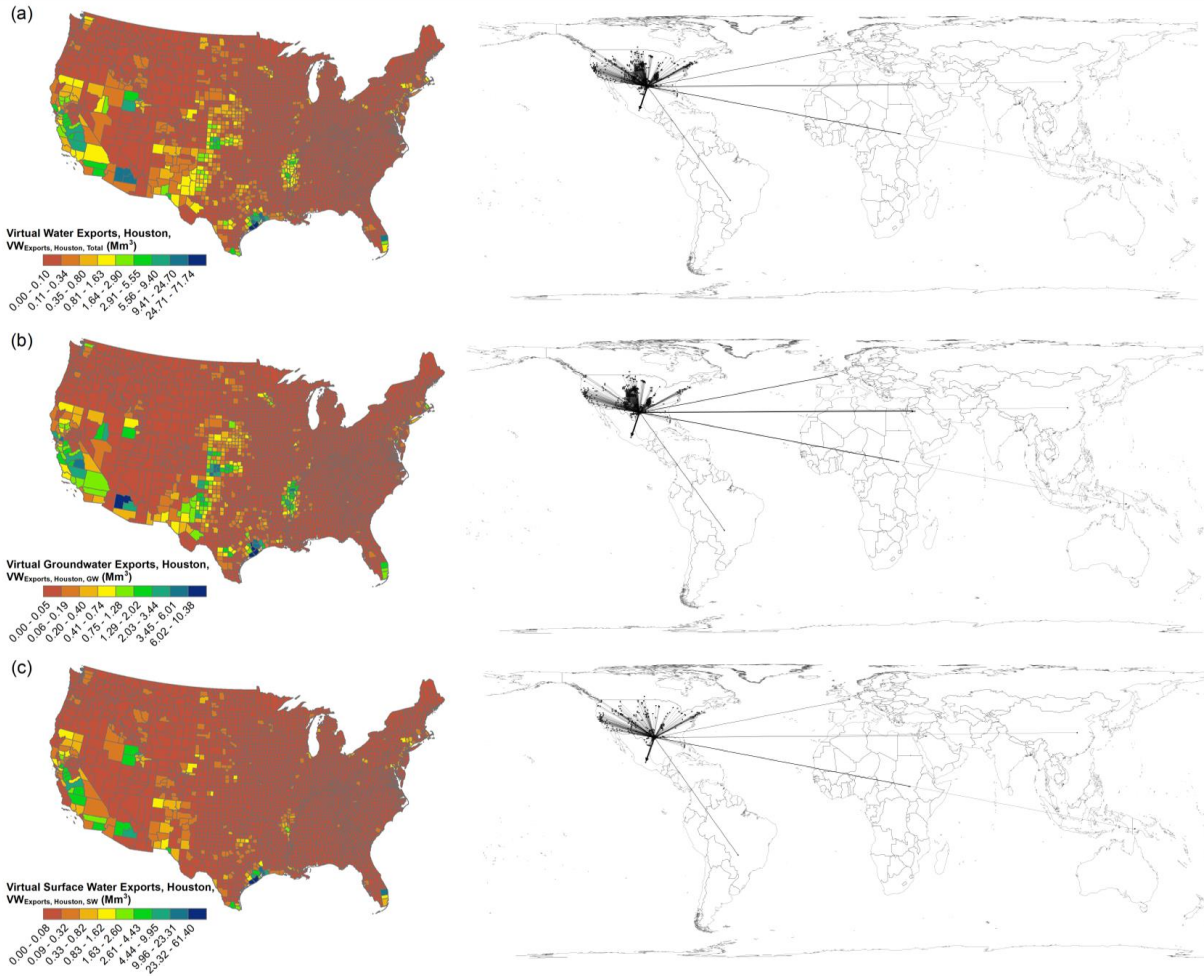 (a)
Virtual Water Exports, Houston,
VWExports, Houston, Total (Mm³)
0.00 - 0.10
0.11 - 0.34
0.35 - 0.80
0.81 - 1.63
1.64 - 2.90
2.91 - 5.55
5.56 - 9.40
9.41 - 24.70
24.71 - 71.74
(b)
Virtual Groundwater Exports, Houston,
VWExports, Houston, GW (Mm³)
0.00 - 0.05
0.06 - 0.19
0.20 - 0.40
0.41 - 0.74
0.75 - 1.28
1.29 - 2.02
2.03 - 3.44
3.45 - 6.01
6.02 - 10.38
(c)
Virtual Surface Water Exports, Houston,
VWExports, Houston, SW (Mm³)
0.00 - 0.08
0.09 - 0.32
0.33 - 0.82
0.83 - 1.62
1.63 - 2.60
2.61 - 4.43
4.44 - 9.95
9.96 - 23.31
23.32 - 61.40